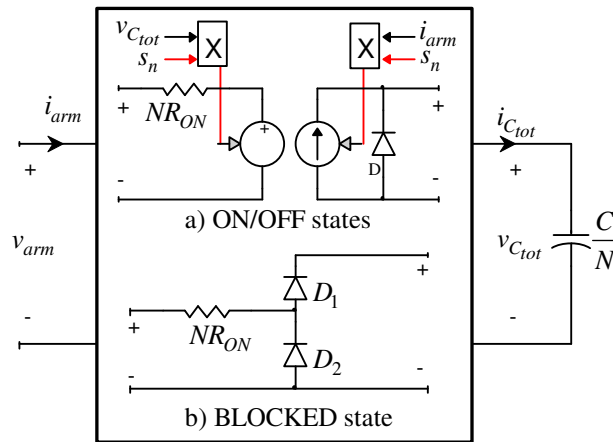 v_{C_{tot}}
s_n
X
X
i_{arm}
s_n
+
NR_{ON}
+
+
D
-
-
a) ON/OFF states
i_{arm}
+
v_{arm}
-
i_{C_{tot}}
+
v_{C_{tot}}
-
C
N
+
D_1
+
NR_{ON}
D_2
-
-
b) BLOCKED state